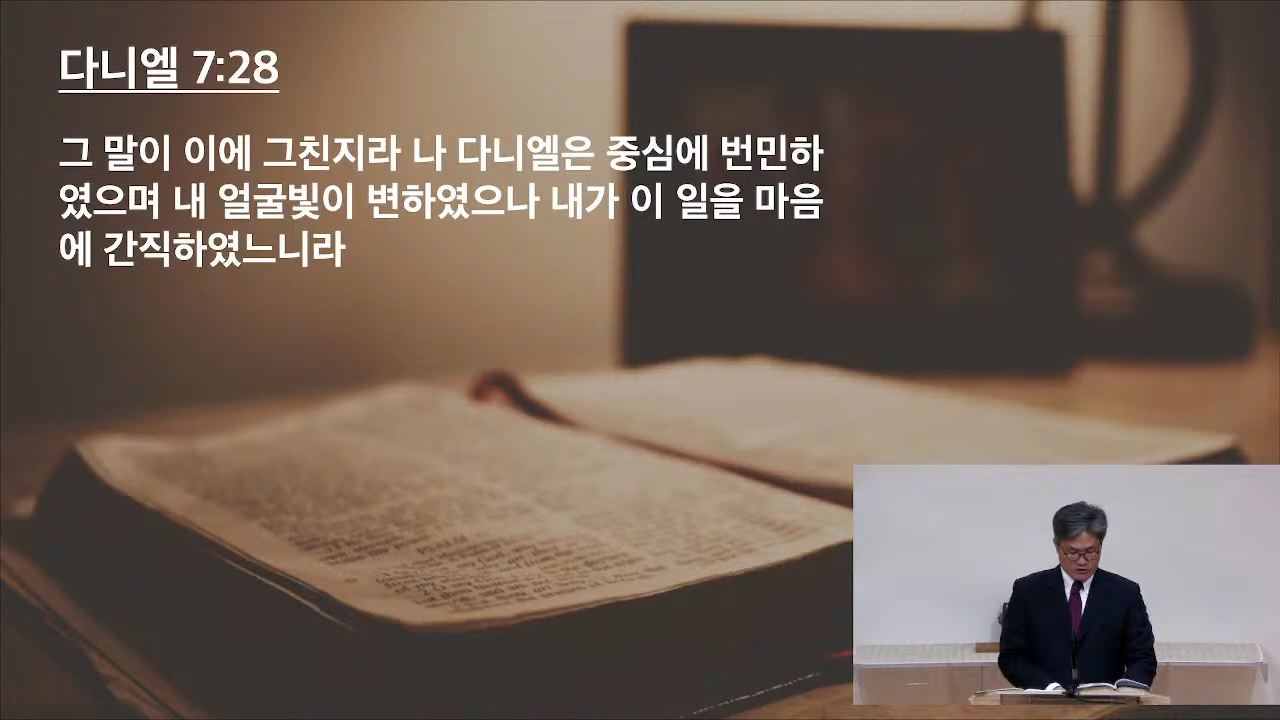 다니엘 7:28
그 말이 이에 그친지라 나 다니엘은 중심에 번민하
였으며 내 얼굴빛이 변하였으나 내가 이 일을 마음
에 간직하였느니라